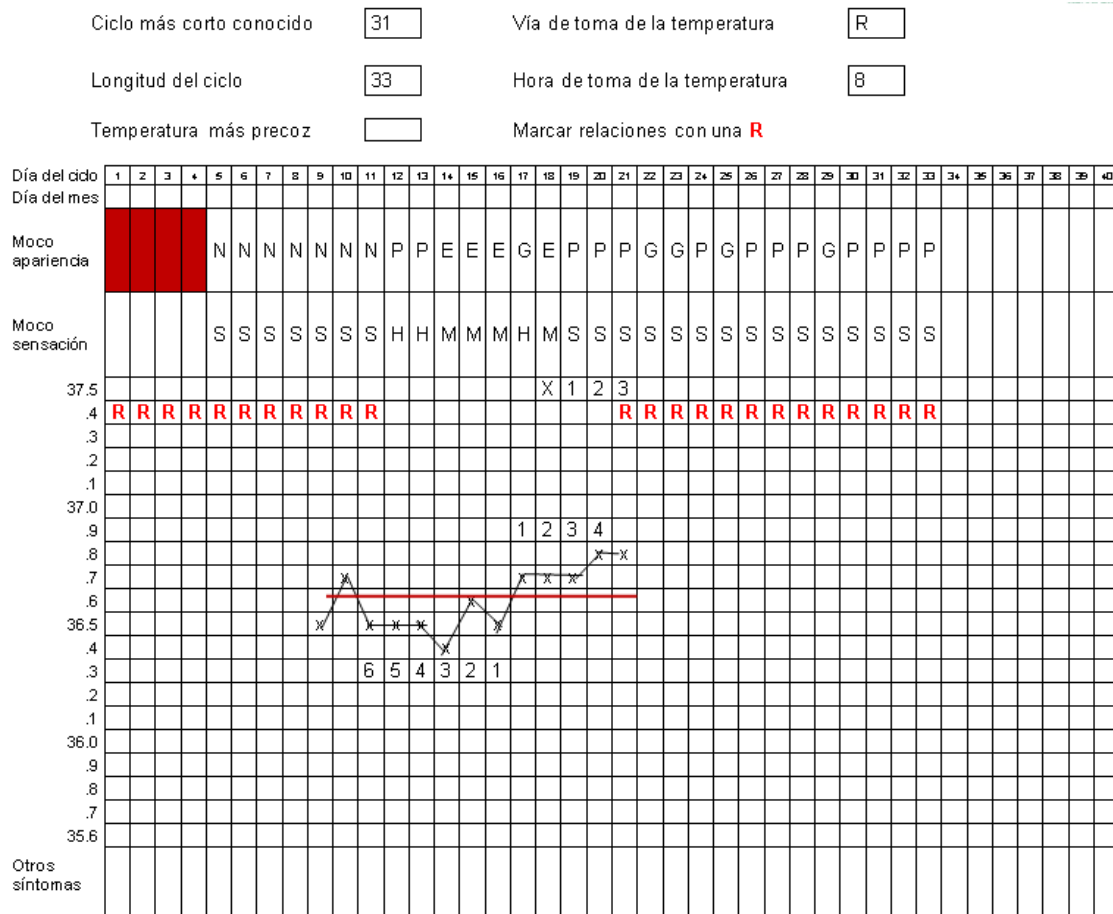 Ciclo más corto conocido 31 Vía de toma de la temperatura R
Longitud del ciclo 33 Hora de toma de la temperatura 8
Temperatura más precoz Marcar relaciones con una R
Día del ciclo 1 2 3 4 5 6 7 8 9 10 11 12 13 14 15 16 17 18 19 20 21 22 23 24 25 26 27 28 29 30 31 32 33 34 35 36 37 38 39 40
Día del mes
Moco apariencia N N N N N N N P P E E E G E P P P G G P G P P P G P P P P
Moco sensación S S S S S S S H H M M M H M S S S S S S S S S S S S S S S
37.5 X 1 2 3
.4 R R R R R R R R R R R R R R R R R R R R R R R R
.3
.2
.1
37.0
.9 1 2 3 4
.8 x x
.7 x x x x
.6 x
36.5 x x x x x
.4 x
.3 6 5 4 3 2 1
.2
.1
36.0
.9
.8
.7
35.6
Otros síntomas